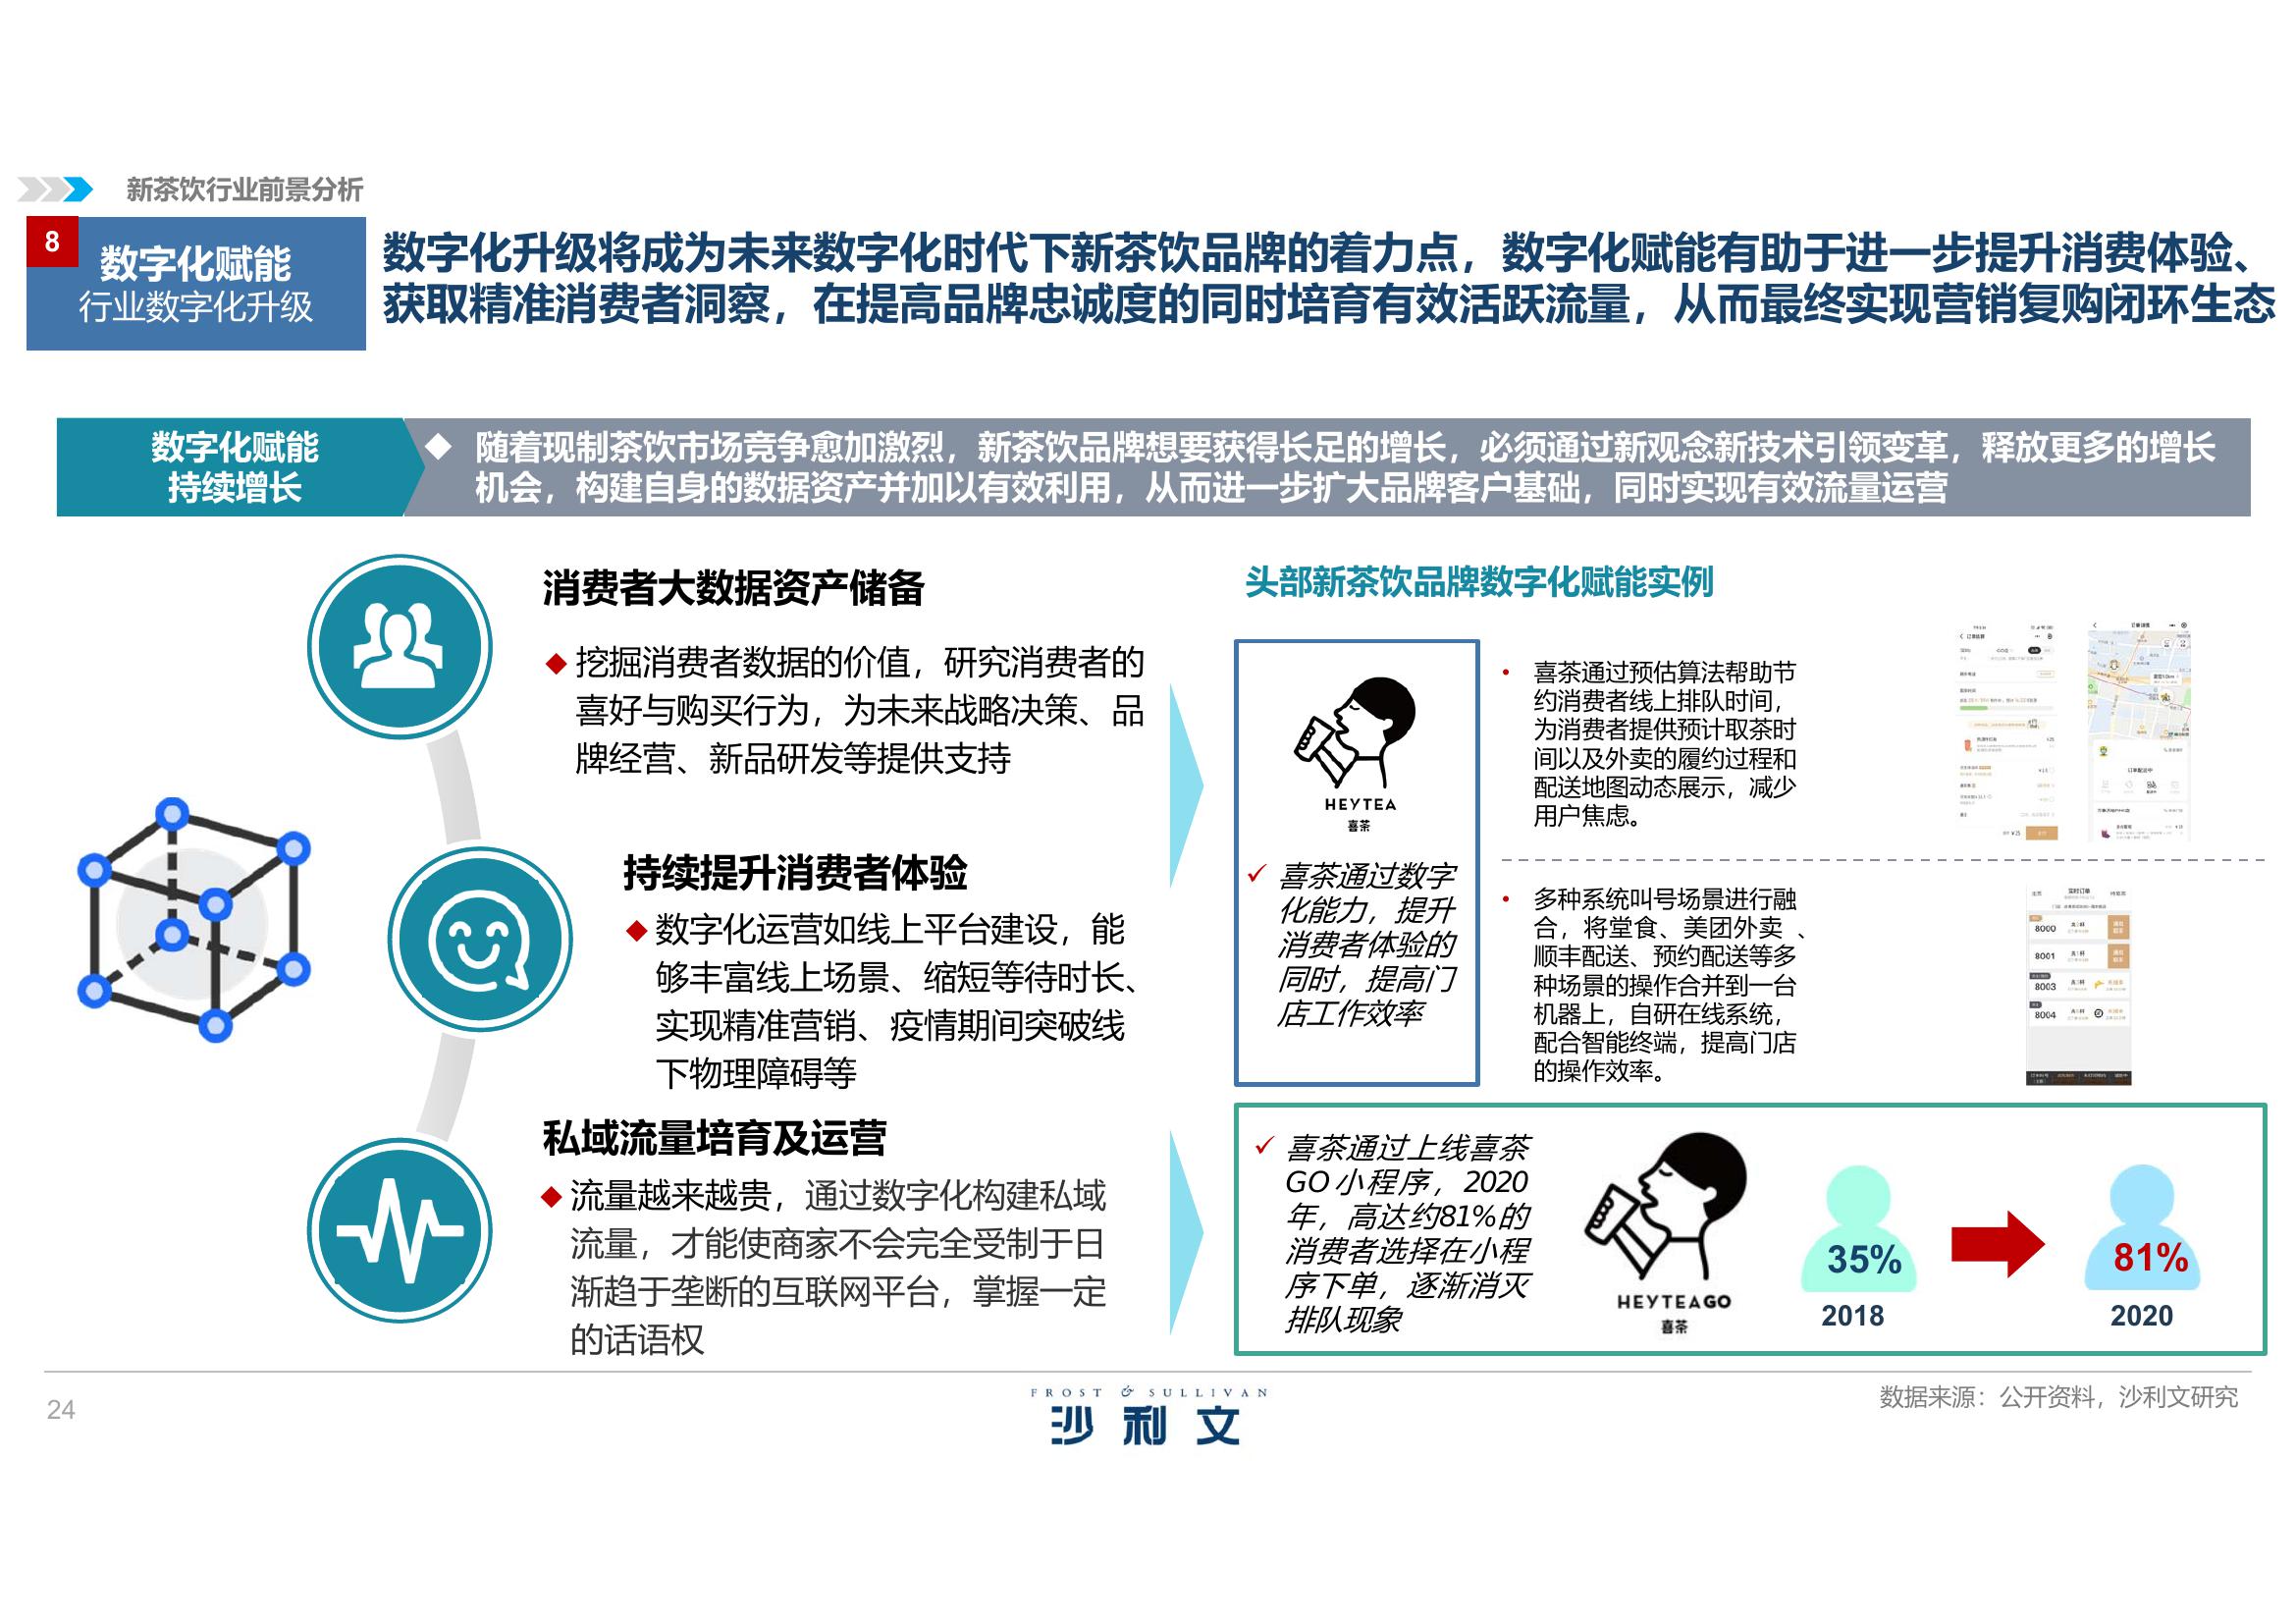 新茶饮行业前景分析
8
数字化赋能
行业数字化升级
数字化升级将成为未来数字化时代下新茶饮品牌的着力点，数字化赋能有助于进一步提升消费体验、
获取精准消费者洞察，在提高品牌忠诚度的同时培育有效活跃流量，从而最终实现营销复购闭环生态
数字化赋能
持续增长
◆ 随着现制茶饮市场竞争愈加激烈，新茶饮品牌想要获得长足的增长，必须通过新观念新技术引领变革，释放更多的增长
机会，构建自身的数据资产并加以有效利用，从而进一步扩大品牌客户基础，同时实现有效流量运营
消费者大数据资产储备
◆ 挖掘消费者数据的价值，研究消费者的
喜好与购买行为，为未来战略决策、品
牌经营、新品研发等提供支持
持续提升消费者体验
◆ 数字化运营如线上平台建设，能
够丰富线上场景、缩短等待时长、
实现精准营销、疫情期间突破线
下物理障碍等
私域流量培育及运营
◆ 流量越来越贵，通过数字化构建私域
流量，才能使商家不会完全受制于日
渐趋于垄断的互联网平台，掌握一定
的话语权
头部新茶饮品牌数字化赋能实例
HEYTEA
喜茶
✓ 喜茶通过数字
化能力，提升
消费者体验的
同时，提高门
店工作效率
• 喜茶通过预估算法帮助节
约消费者线上排队时间，
为消费者提供预计取茶时
间以及外卖的履约过程和
配送地图动态展示，减少
用户焦虑。
• 多种系统叫号场景进行融
合，将堂食、美团外卖 、
顺丰配送、预约配送等多
种场景的操作合并到一台
机器上，自研在线系统，
配合智能终端，提高门店
的操作效率。
实时订单
8000
8001
8003
8004
✓ 喜茶通过上线喜茶
GO小程序，2020
年，高达约81%的
消费者选择在小程
序下单，逐渐消灭
排队现象
HEYTEAGO
喜茶
35%
2018
81%
2020
24
FROST & SULLIVAN
沙利文
数据来源：公开资料，沙利文研究